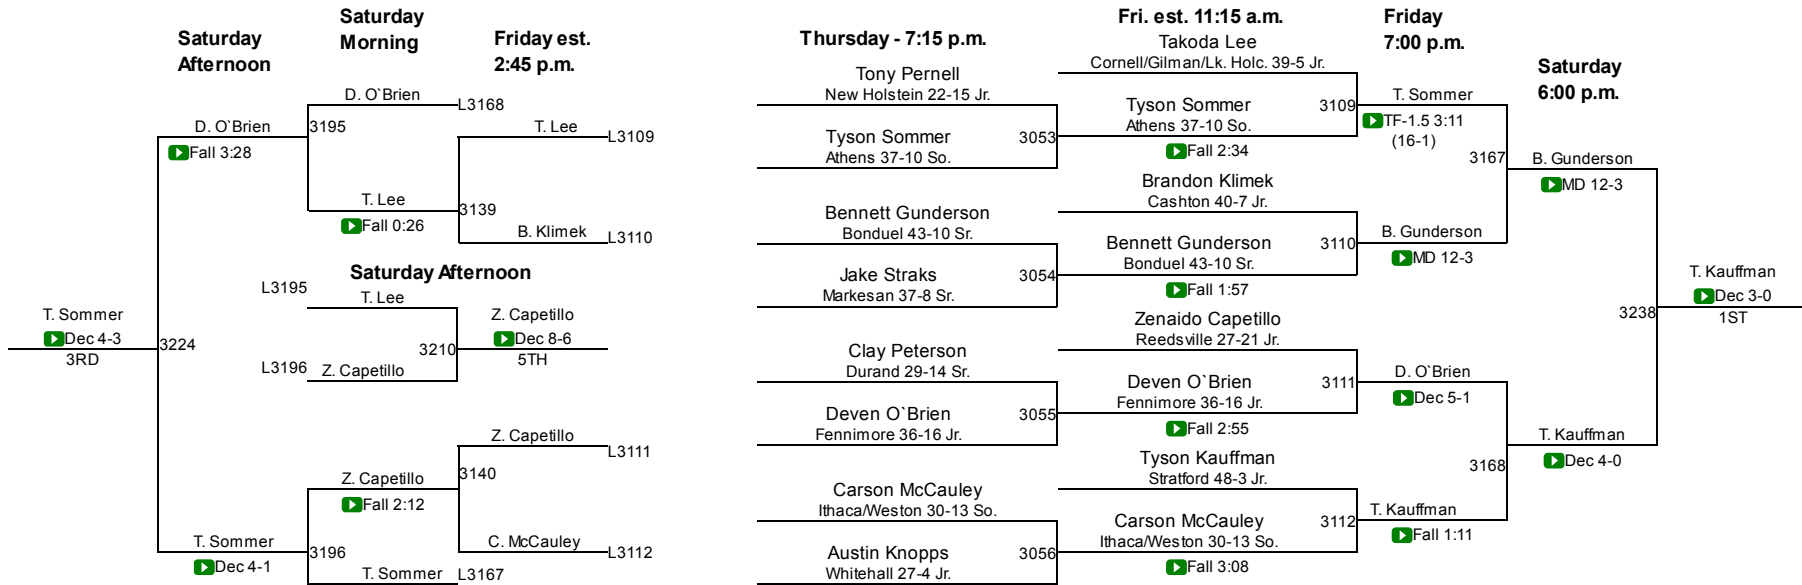 Saturday
Afternoon
Saturday
Morning
Friday est.
2:45 p.m.
D. O`Brien
L3168
D. O`Brien
3195
T. Lee
L3109
Fall 3:28
T. Lee
3139
Fall 0:26
B. Klimek
L3110
Saturday Afternoon
L3195
T. Lee
T. Sommer
Z. Capetillo
Dec 4-3
3224
3210
Dec 8-6
3RD
5TH
L3196
Z. Capetillo
Z. Capetillo
L3111
Z. Capetillo
3140
Fall 2:12
T. Sommer
3196
C. McCauley
L3112
Dec 4-1
T. Sommer
L3167
Thursday - 7:15 p.m.
Fri. est. 11:15 a.m.
Friday
7:00 p.m.
Saturday
6:00 p.m.
Takoda Lee
Cornell/Gilman/Lk. Holc. 39-5 Jr.
Tony Pernell
New Holstein 22-15 Jr.
Tyson Sommer
Athens 37-10 So.
3053
Tyson Sommer
Athens 37-10 So.
3109
Fall 2:34
T. Sommer
TF-1.5 3:11
(16-1)
3167
Brandon Klimek
Cashton 40-7 Jr.
Bennett Gunderson
Bonduel 43-10 Sr.
Jake Straks
Markesan 37-8 Sr.
3054
Bennett Gunderson
Bonduel 43-10 Sr.
3110
Fall 1:57
B. Gunderson
MD 12-3
B. Gunderson
MD 12-3
Zenaido Capetillo
Reedsville 27-21 Jr.
Clay Peterson
Durand 29-14 Sr.
Deven O`Brien
Fennimore 36-16 Jr.
3055
Deven O`Brien
Fennimore 36-16 Jr.
3111
Fall 2:55
D. O`Brien
Dec 5-1
3168
Tyson Kauffman
Stratford 48-3 Jr.
Carson McCauley
Ithaca/Weston 30-13 So.
Austin Knopps
Whitehall 27-4 Jr.
3056
Carson McCauley
Ithaca/Weston 30-13 So.
3112
Fall 3:08
T. Kauffman
Fall 1:11
T. Kauffman
Dec 4-0
3238
T. Kauffman
Dec 3-0
1ST